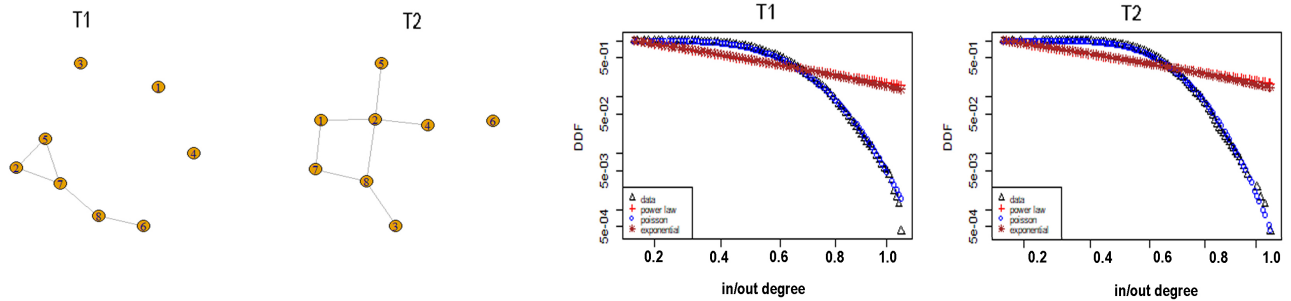 T1
T2
T1
T2
3
1
5
4
2
7
8
6
5
1
2
4
6
7
8
3
DDF
5e-01
5e-02
5e-03
5e-04
data
power law
poisson
exponential
0.2 0.4 0.6 0.8 1.0
in/out degree
DDF
5e-01
5e-02
5e-03
5e-04
data
power law
poisson
exponential
0.2 0.4 0.6 0.8 1.0
in/out degree